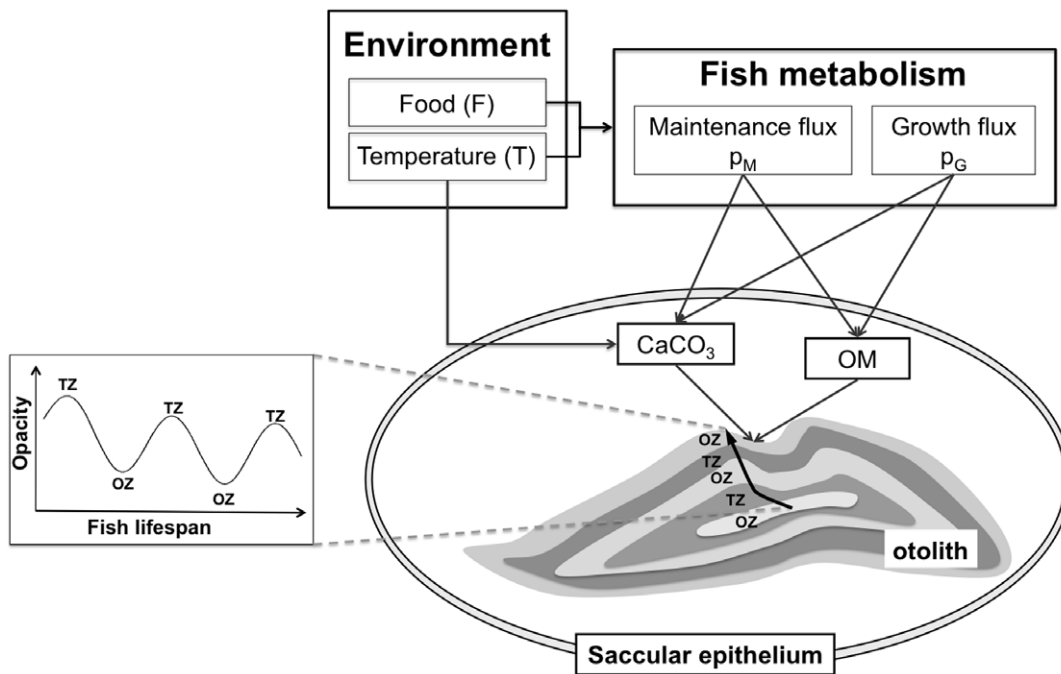 Environment
Food (F)
Temperature (T)
Fish metabolism
Maintenance flux
p_M
Growth flux
p_G
CaCO₃
OM
Opacity
TZ
TZ
TZ
OZ
OZ
Fish lifespan
OZ
TZ
OZ
TZ
OZ
otolith
Saccular epithelium